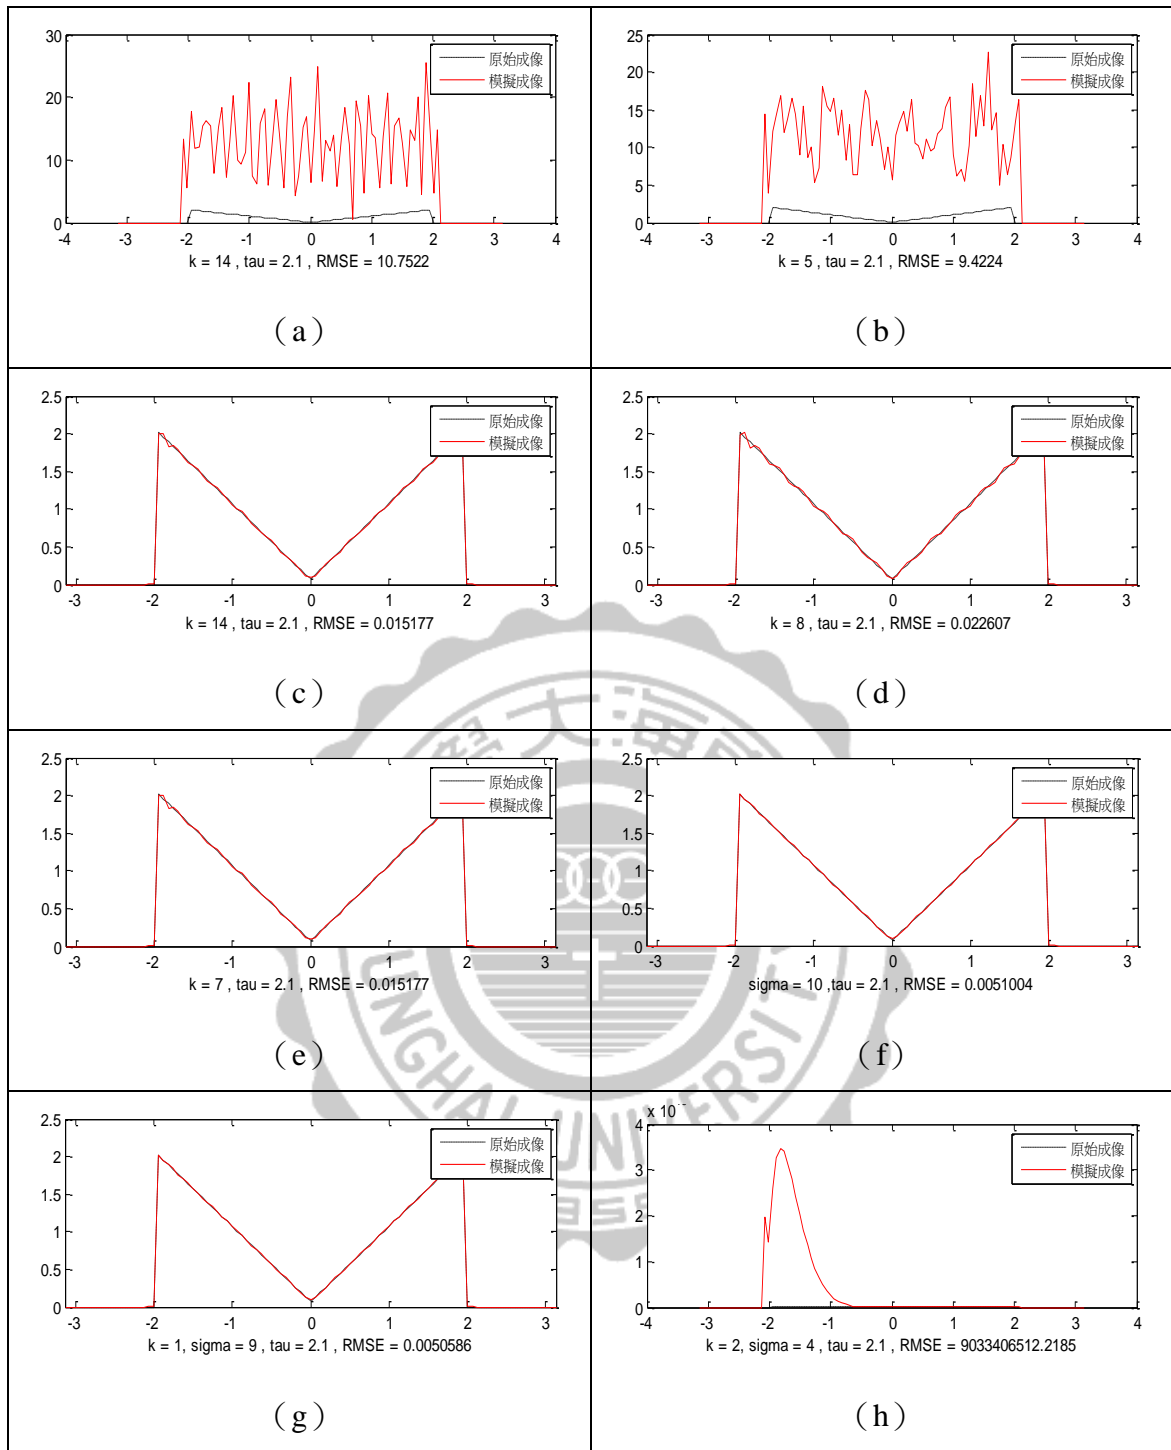 30
20
10
0
-4 -3 -2 -1 0 1 2 3 4
原始成像
模擬成像
k = 14 , tau = 2.1 , RMSE = 10.7522
(a)
25
20
15
10
5
0
-4 -3 -2 -1 0 1 2 3 4
原始成像
模擬成像
k = 5 , tau = 2.1 , RMSE = 9.4224
(b)
2.5
2
1.5
1
0.5
0
-3 -2 -1 0 1 2 3
原始成像
模擬成像
k = 14 , tau = 2.1 , RMSE = 0.015177
(c)
2.5
2
1.5
1
0.5
0
-3 -2 -1 0 1 2 3
原始成像
模擬成像
k = 8 , tau = 2.1 , RMSE = 0.022607
(d)
2.5
2
1.5
1
0.5
0
-3 -2 -1 0 1 2 3
原始成像
模擬成像
k = 7 , tau = 2.1 , RMSE = 0.015177
(e)
2.5
2
1.5
1
0.5
0
-3 -2 -1 0 1 2 3
原始成像
模擬成像
sigma = 10 ,tau = 2.1 , RMSE = 0.0051004
(f)
2.5
2
1.5
1
0.5
0
-3 -2 -1 0 1 2 3
原始成像
模擬成像
k = 1, sigma = 9 , tau = 2.1 , RMSE = 0.0050586
(g)
x 10
4
3
2
1
0
-4 -3 -2 -1 0 1 2 3 4
原始成像
模擬成像
k = 2, sigma = 4 , tau = 2.1 , RMSE = 9033406512.2185
(h)
大海
UNIVERSIT